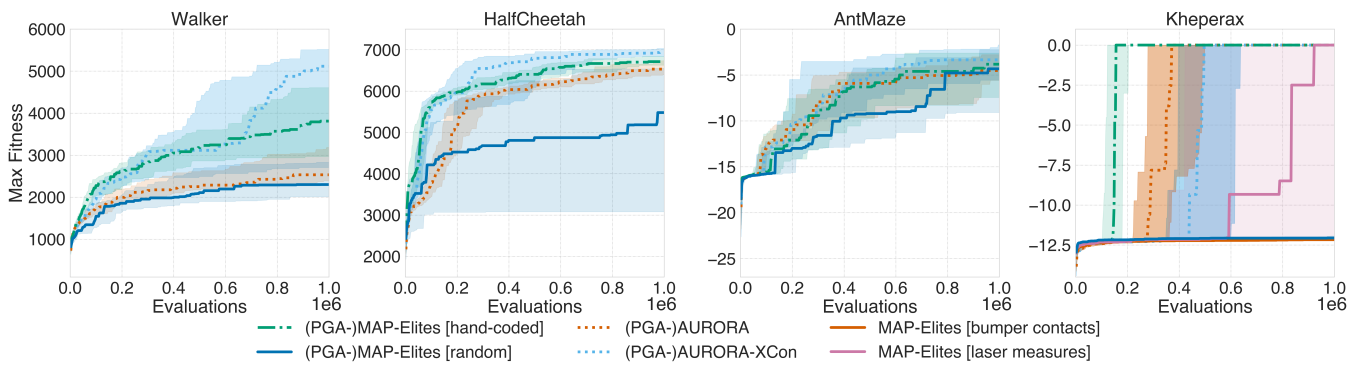 Walker
HalfCheetah
AntMaze
Kheperax
Max Fitness
6000
5000
4000
3000
2000
1000
0.0 0.2 0.4 0.6 0.8 1.0
Evaluations
1e6
7000
6000
5000
4000
3000
2000
0.0 0.2 0.4 0.6 0.8 1.0
Evaluations
1e6
0
−5
−10
−15
−20
−25
0.0 0.2 0.4 0.6 0.8 1.0
Evaluations
1e6
0.0
−2.5
−5.0
−7.5
−10.0
−12.5
0.0 0.2 0.4 0.6 0.8 1.0
Evaluations
1e6
(PGA-)MAP-Elites [hand-coded]
(PGA-)MAP-Elites [random]
(PGA-)AURORA
(PGA-)AURORA-XCon
MAP-Elites [bumper contacts]
MAP-Elites [laser measures]